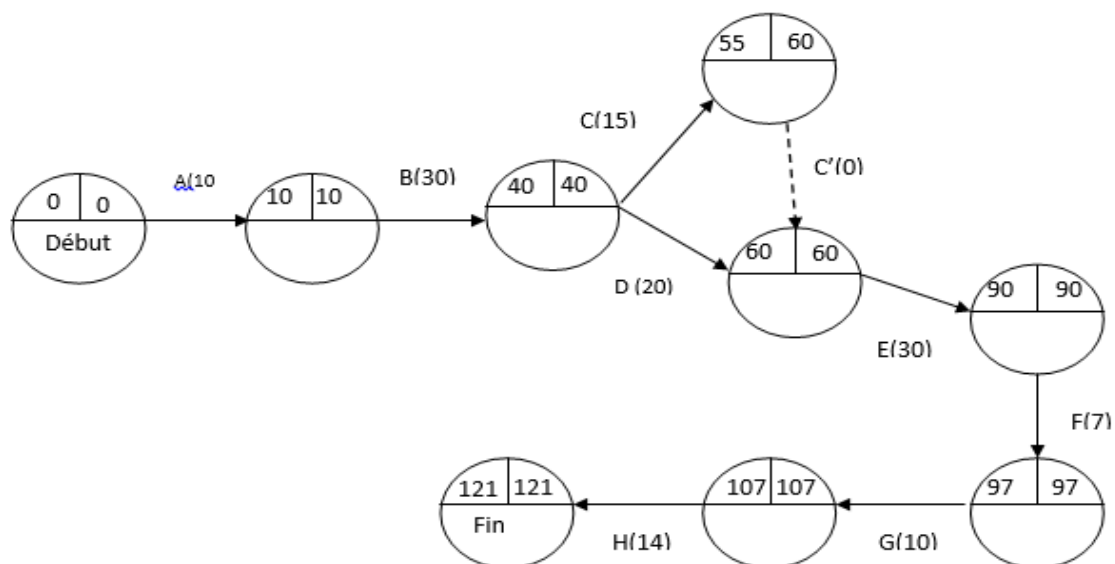 55 60
C(15)
C'(0)
0 0
Début
A(10
10 10
B(30)
40 40
D (20)
60 60
E(30)
90 90
F(7)
97 97
G(10)
107 107
H(14)
121 121
Fin